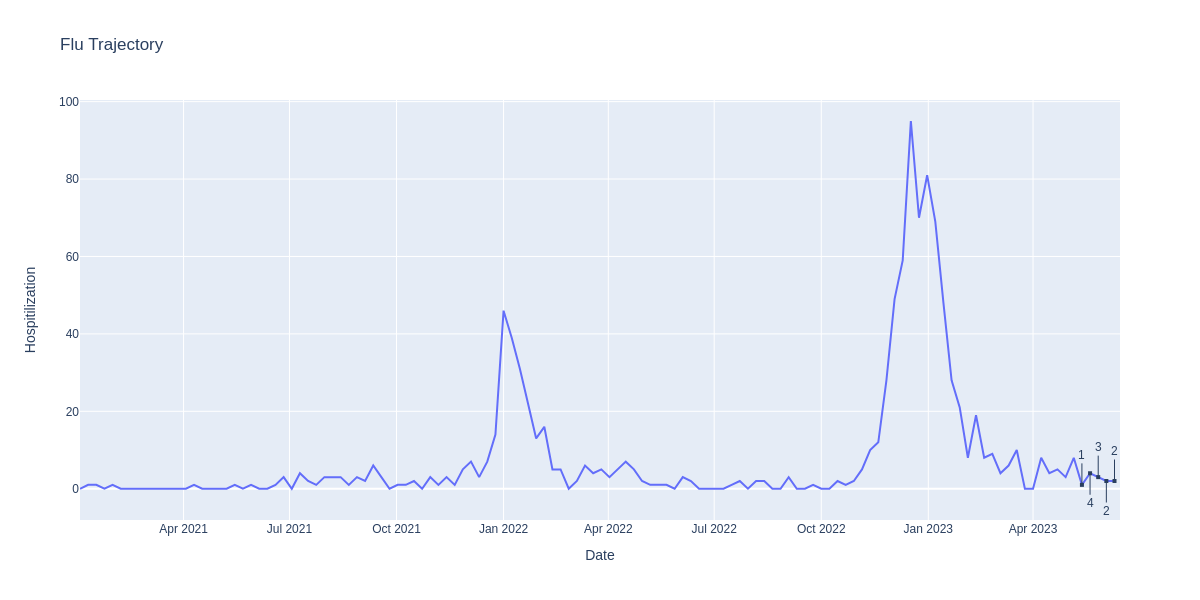 Flu Trajectory
Hospitilization
100
80
60
40
20
0
1
3
2
4
2
Apr 2021
Jul 2021
Oct 2021
Jan 2022
Apr 2022
Jul 2022
Oct 2022
Jan 2023
Apr 2023
Date